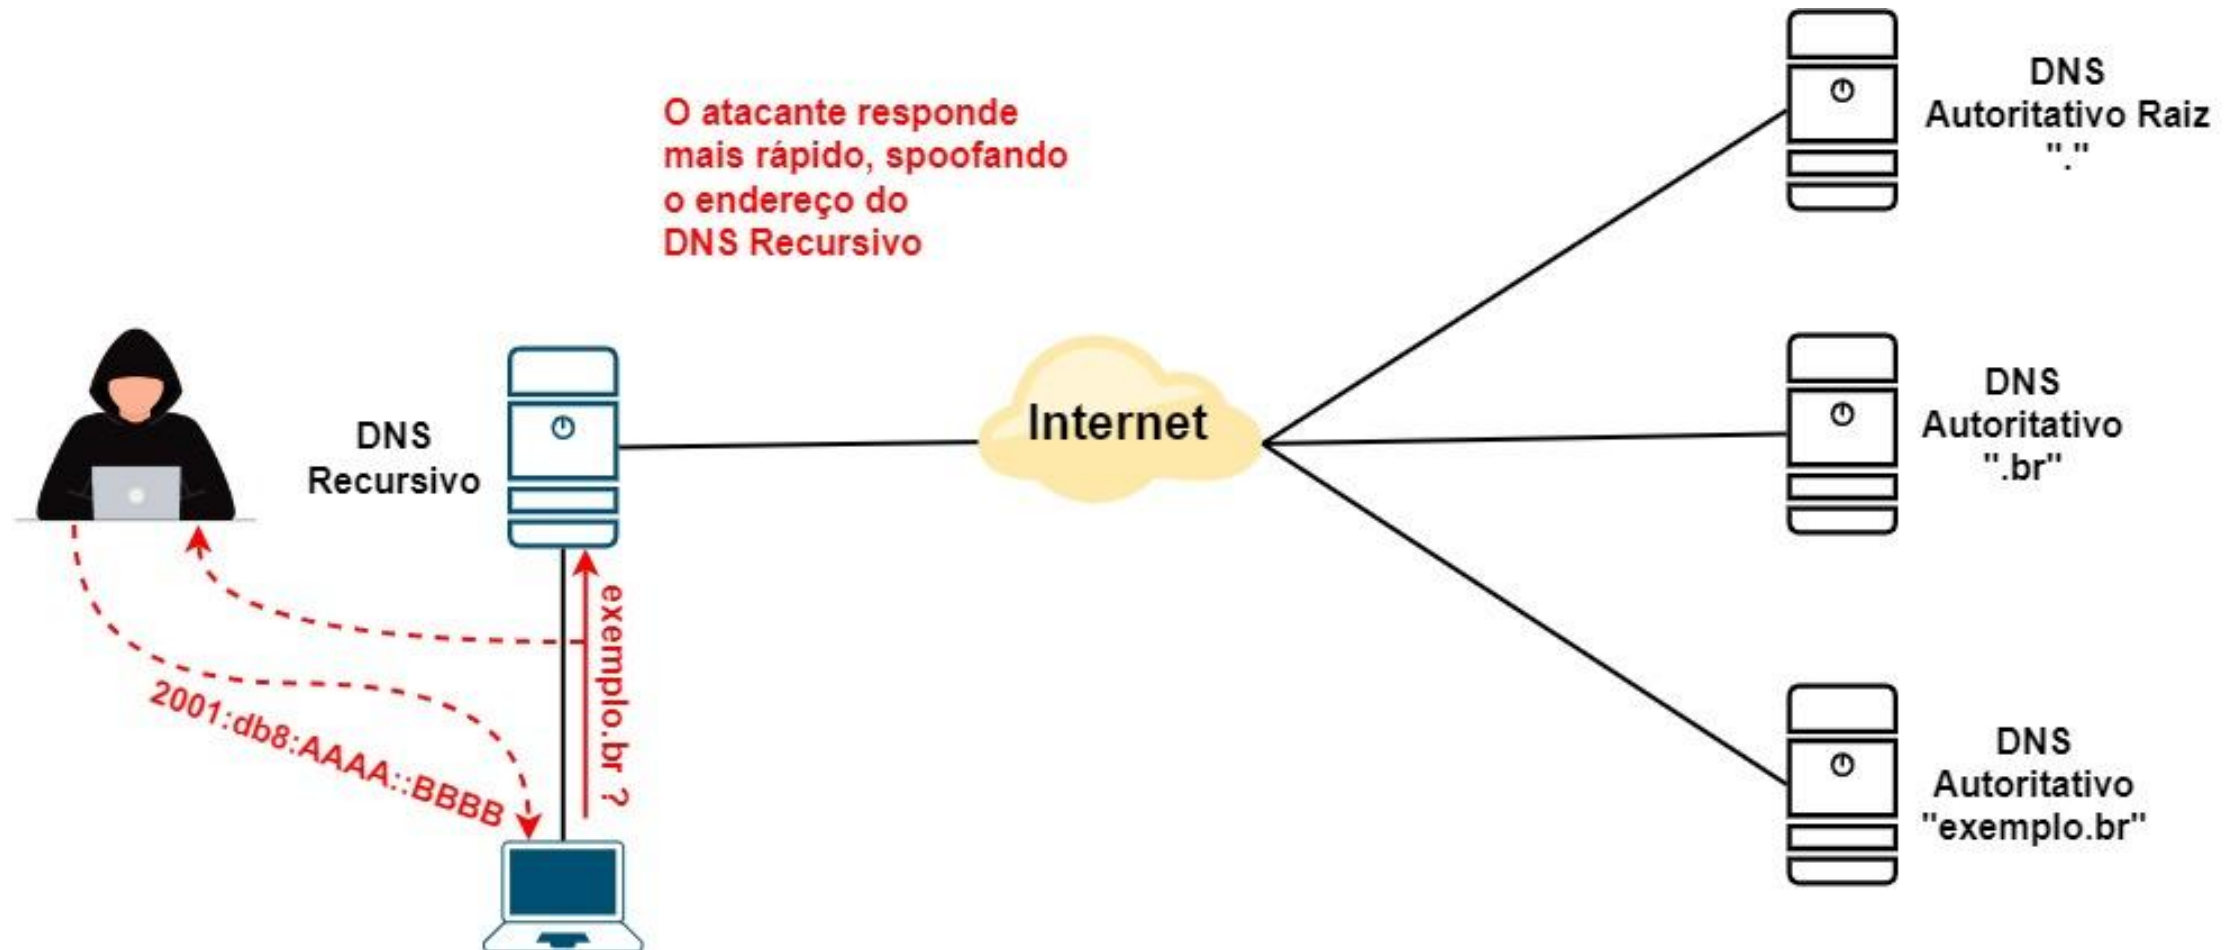 O atacante responde
mais rápido, spoofando
o endereço do
DNS Recursivo
DNS
Autoritativo Raiz
"."
DNS
Recursivo
Internet
DNS
Autoritativo
".br"
exemplo.br ?
2001:db8:AAAA::BBBB
DNS
Autoritativo
"exemplo.br"